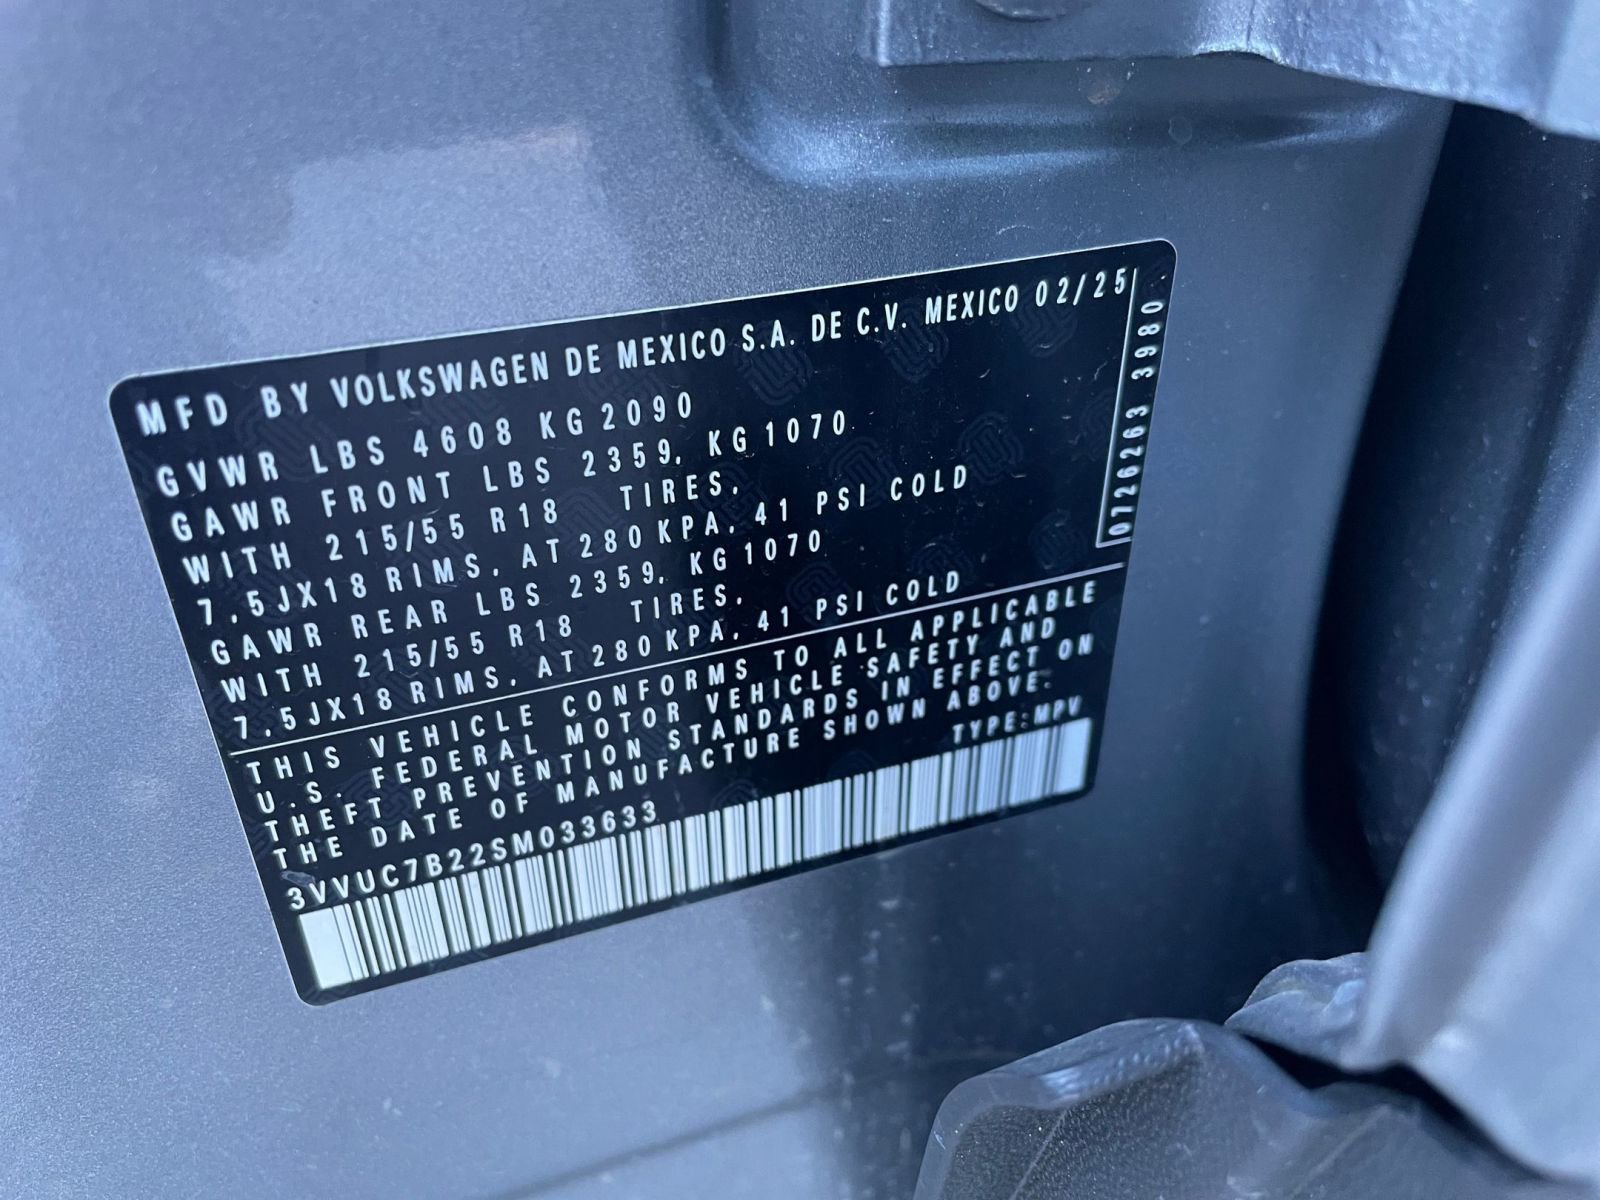 MFD BY VOLKSWAGEN DE MEXICO S.A. DE C.V. MEXICO 02/25
GVWR LBS 4608 KG 2090
GAWR FRONT LBS 2359, KG 1070
WITH 215/55 R18 TIRES,
7,5JX18 RIMS, AT 280 KPA, 41 PSI COLD
GAWR REAR LBS 2359, KG 1070
WITH 215/55 R18 TIRES,
7,5JX18 RIMS, AT 280 KPA, 41 PSI COLD
THIS VEHICLE CONFORMS TO ALL APPLICABLE
U.S. FEDERAL MOTOR VEHICLE SAFETY AND
THEFT PREVENTION STANDARDS IN EFFECT ON
THE DATE OF MANUFACTURE SHOWN ABOVE.
TYPE: MPV
3VVUC7B22SM033633
0726263 3980